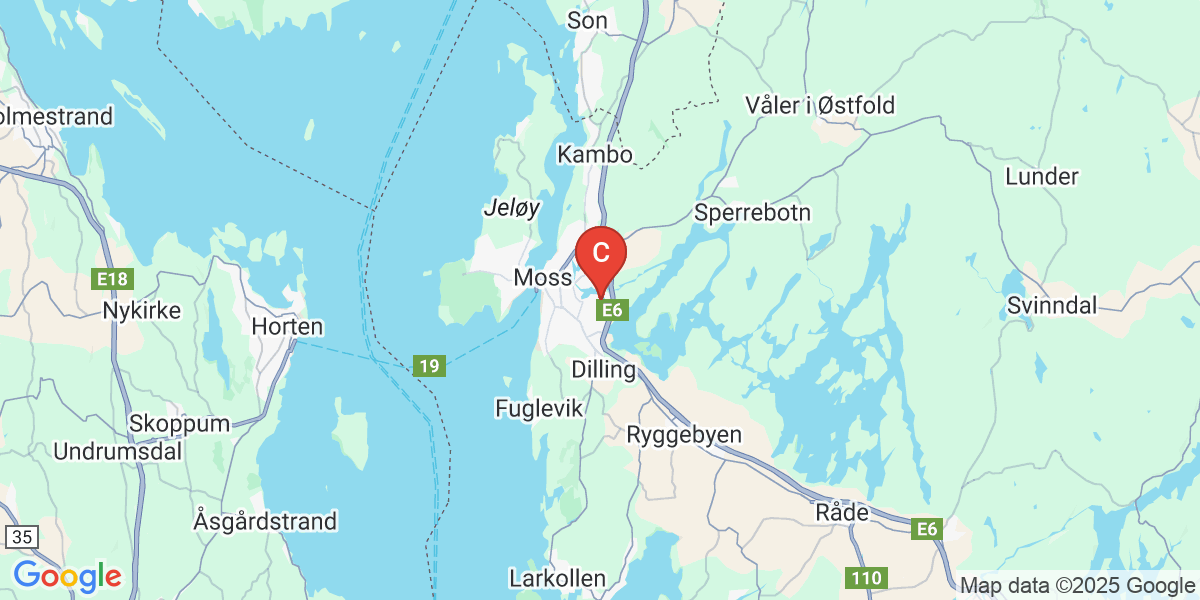 Son
olmestrand
Våler i Østfold
Kambo
Lunder
Jeløy
Sperrebotn
C
E18
Moss
Nykirke
E6
Svinndal
Horten
19
Dilling
Fuglevik
Skoppum
Ryggebyen
Undrumsdal
Råde
Åsgårdstrand
E6
35
Google
Larkollen
110
Map data ©2025 Google